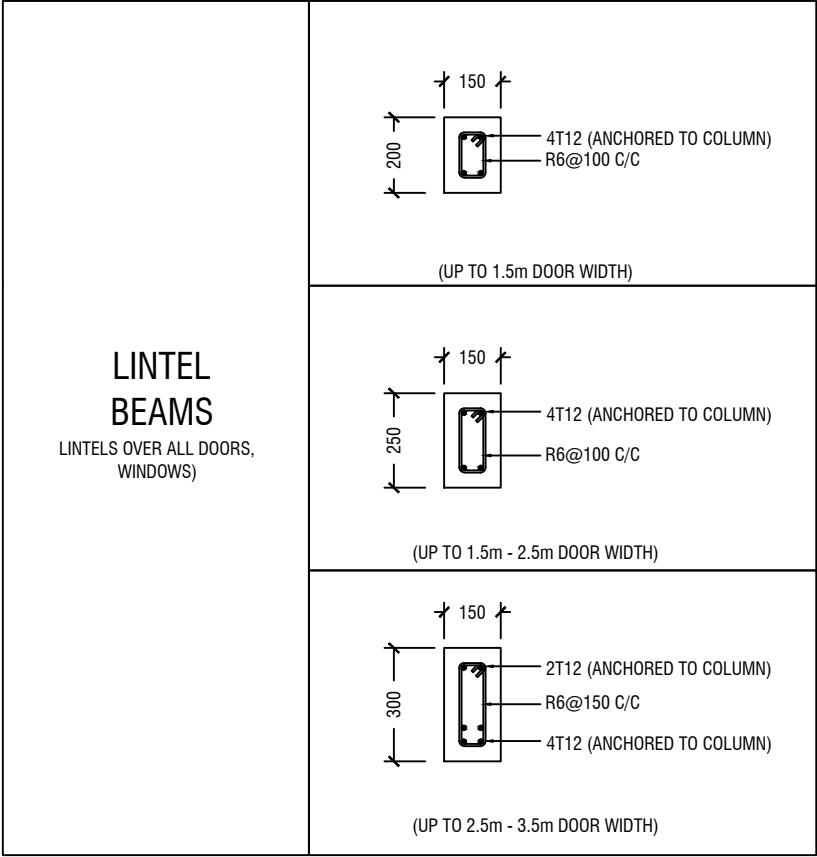 LINTEL
BEAMS
LINTELS OVER ALL DOORS,
WINDOWS)
150
200
4T12 (ANCHORED TO COLUMN)
R6@100 C/C
(UP TO 1.5m DOOR WIDTH)
150
250
4T12 (ANCHORED TO COLUMN)
R6@100 C/C
(UP TO 1.5m - 2.5m DOOR WIDTH)
150
300
2T12 (ANCHORED TO COLUMN)
R6@150 C/C
4T12 (ANCHORED TO COLUMN)
(UP TO 2.5m - 3.5m DOOR WIDTH)